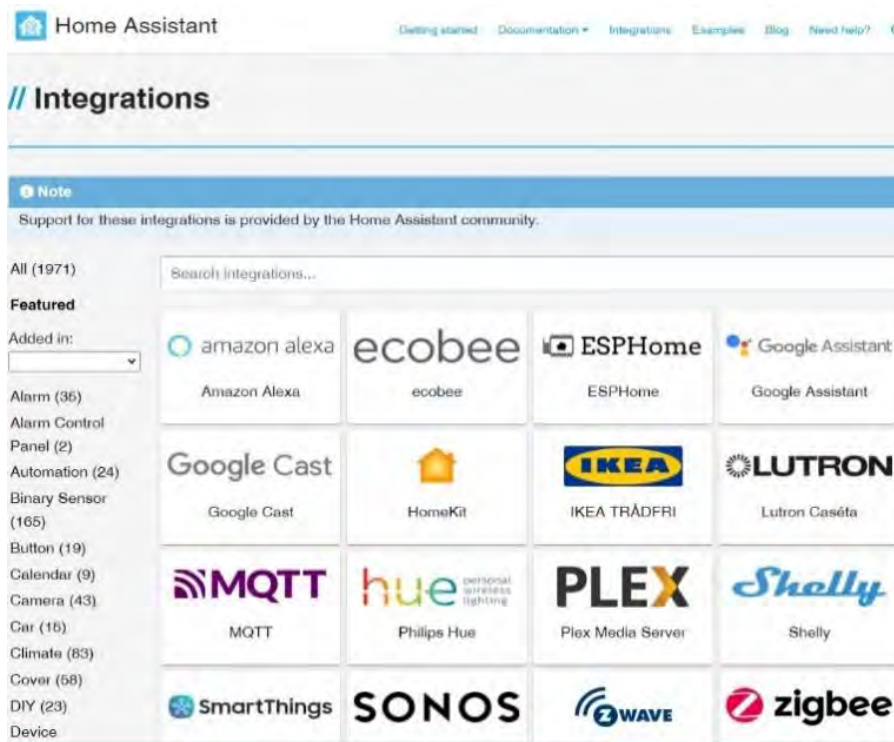 Home Assistant
Getting started Documentation Integrations Examples Blog Need help?
// Integrations
Note
Support for these integrations is provided by the Home Assistant community.
All (1971)
Search integrations...
Featured
Added in:
amazon alexa ecobee ESPHome Google Assistant
Amazon Alexa ecobee ESPHome Google Assistant
Alarm (35)
Alarm Control
Panel (2)
Automation (24)
Binary Sensor
(165)
Button (19)
Calendar (9)
Camera (43)
Car (15)
Climate (83)
Cover (58)
DIY (23)
Device
Google Cast IKEA LUTRON
Google Cast HomeKit IKEA TRÅDFRI Lutron Caséta
MQTT hue personal wireless lighting PLEX Shelly
MQTT Philips Hue Plex Media Server Shelly
SmartThings SONOS Z WAVE zigbee